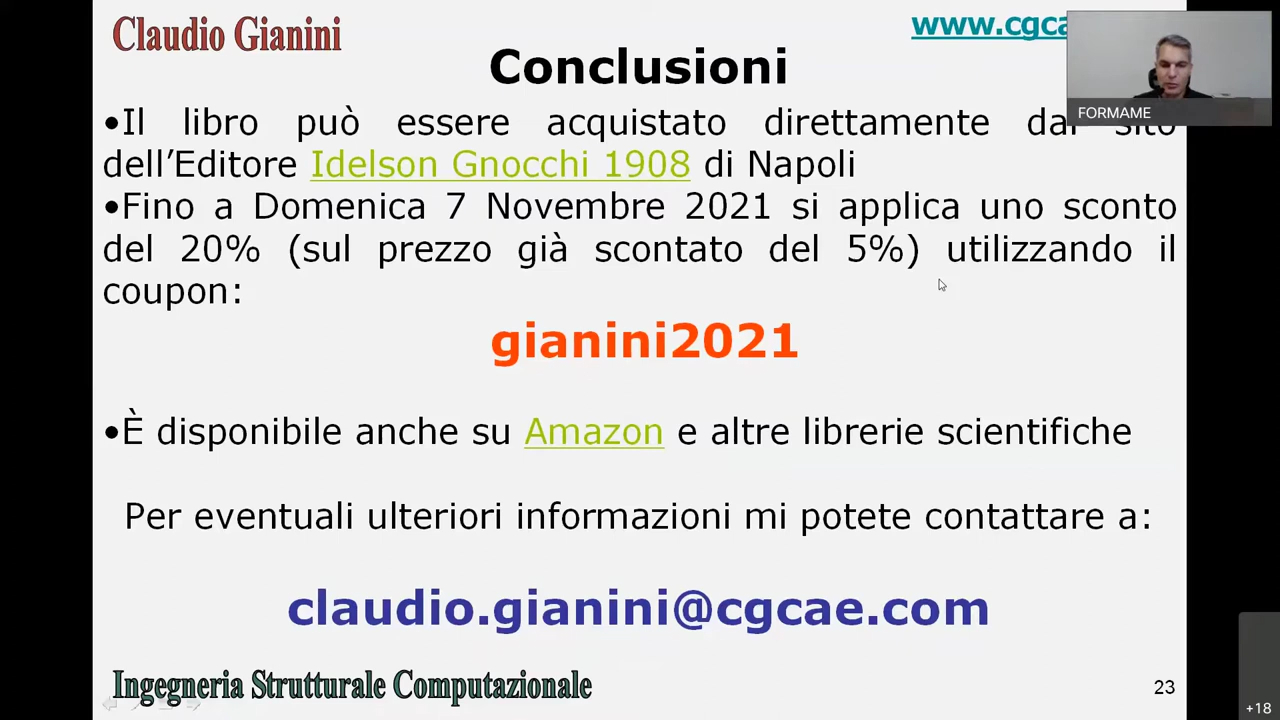 Claudio Gianini
www.cgca
FORMAME
Conclusioni
•Il libro può essere acquistato direttamente dal sito
dell’Editore Idelson Gnocchi 1908 di Napoli
•Fino a Domenica 7 Novembre 2021 si applica uno sconto
del 20% (sul prezzo già scontato del 5%) utilizzando il
coupon:
gianini2021
•È disponibile anche su Amazon e altre librerie scientifiche
Per eventuali ulteriori informazioni mi potete contattare a:
claudio.gianini@cgcae.com
Ingegneria Strutturale Computazionale
23
+18